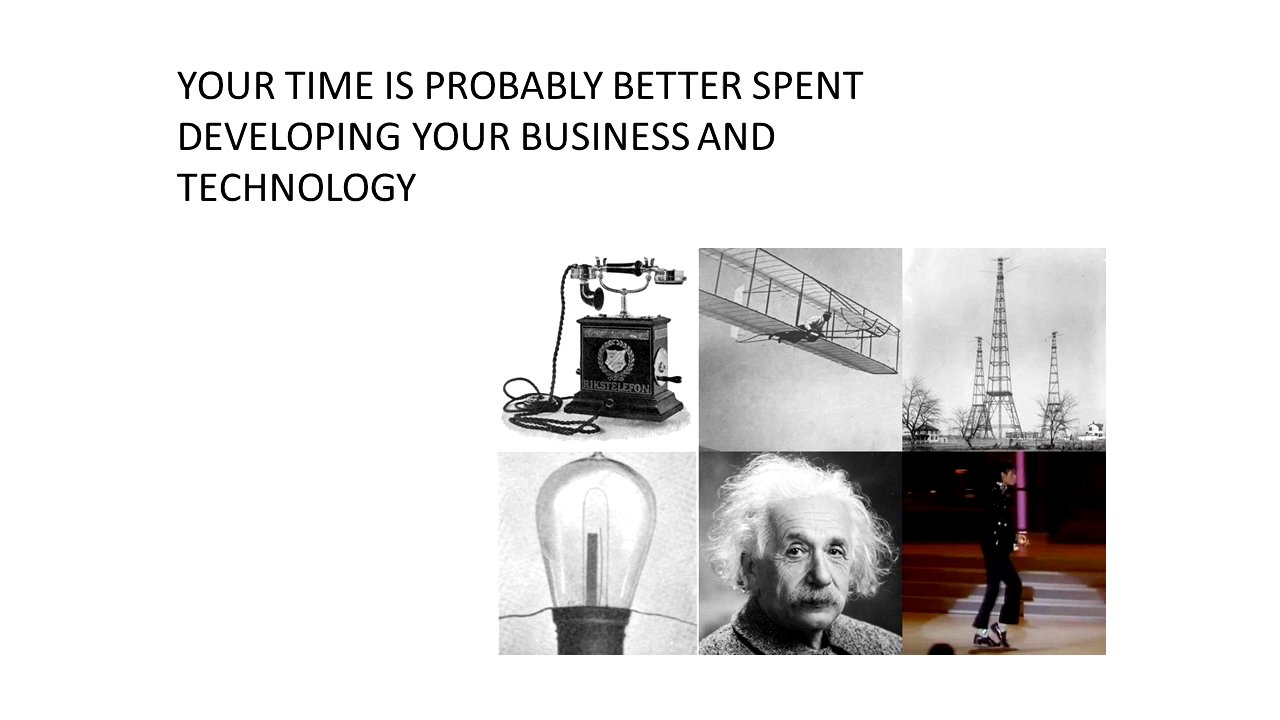 YOUR TIME IS PROBABLY BETTER SPENT
DEVELOPING YOUR BUSINESS AND
TECHNOLOGY
RIKSTELEFON